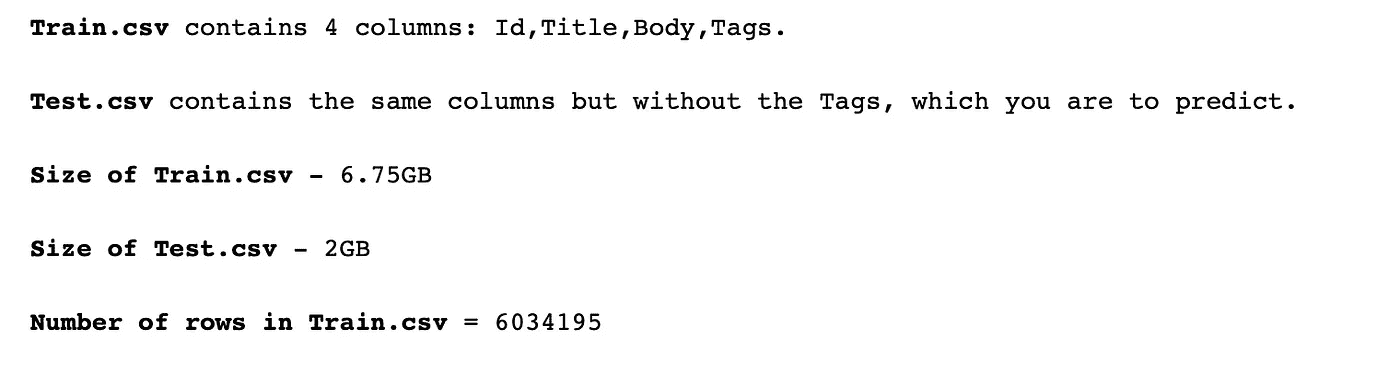 Train.csv contains 4 columns: Id,Title,Body,Tags.
Test.csv contains the same columns but without the Tags, which you are to predict.
Size of Train.csv - 6.75GB
Size of Test.csv - 2GB
Number of rows in Train.csv = 6034195